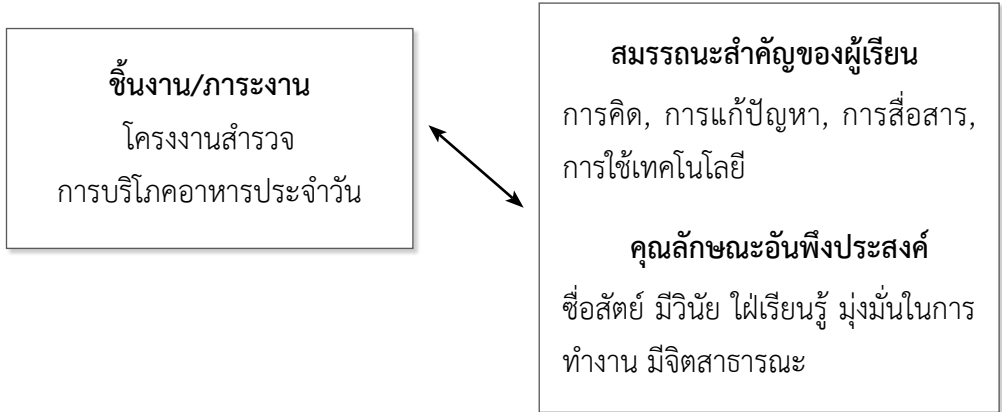 ชิ้นงาน/ภาระงาน
โครงงานสำรวจ
การบริโภคอาหารประจำวัน
สมรรถนะสำคัญของผู้เรียน
การคิด, การแก้ปัญหา, การสื่อสาร,
การใช้เทคโนโลยี
คุณลักษณะอันพึงประสงค์
ซื่อสัตย์ มีวินัย ใฝ่เรียนรู้ มุ่งมั่นในการ
ทำงาน มีจิตสาธารณะ